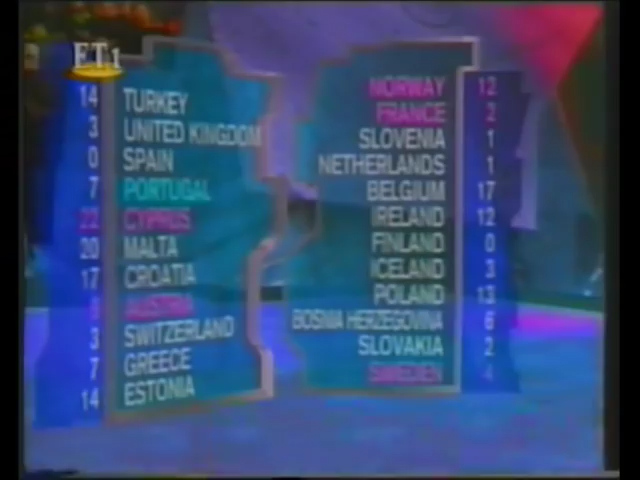 ET1
14 TURKEY
3 UNITED KINGDOM
0 SPAIN
7 PORTUGAL
22 CYPRUS
20 MALTA
17 CROATIA
AUSTRIA
3 SWITZERLAND
7 GREECE
14 ESTONIA
NORWAY 12
FRANCE 2
SLOVENIA 1
NETHERLANDS 1
BELGIUM 17
IRELAND 12
FINLAND 0
ICELAND 3
POLAND 13
BOSNIA HERZEGOVINA 6
SLOVAKIA 2
SWEDEN 4